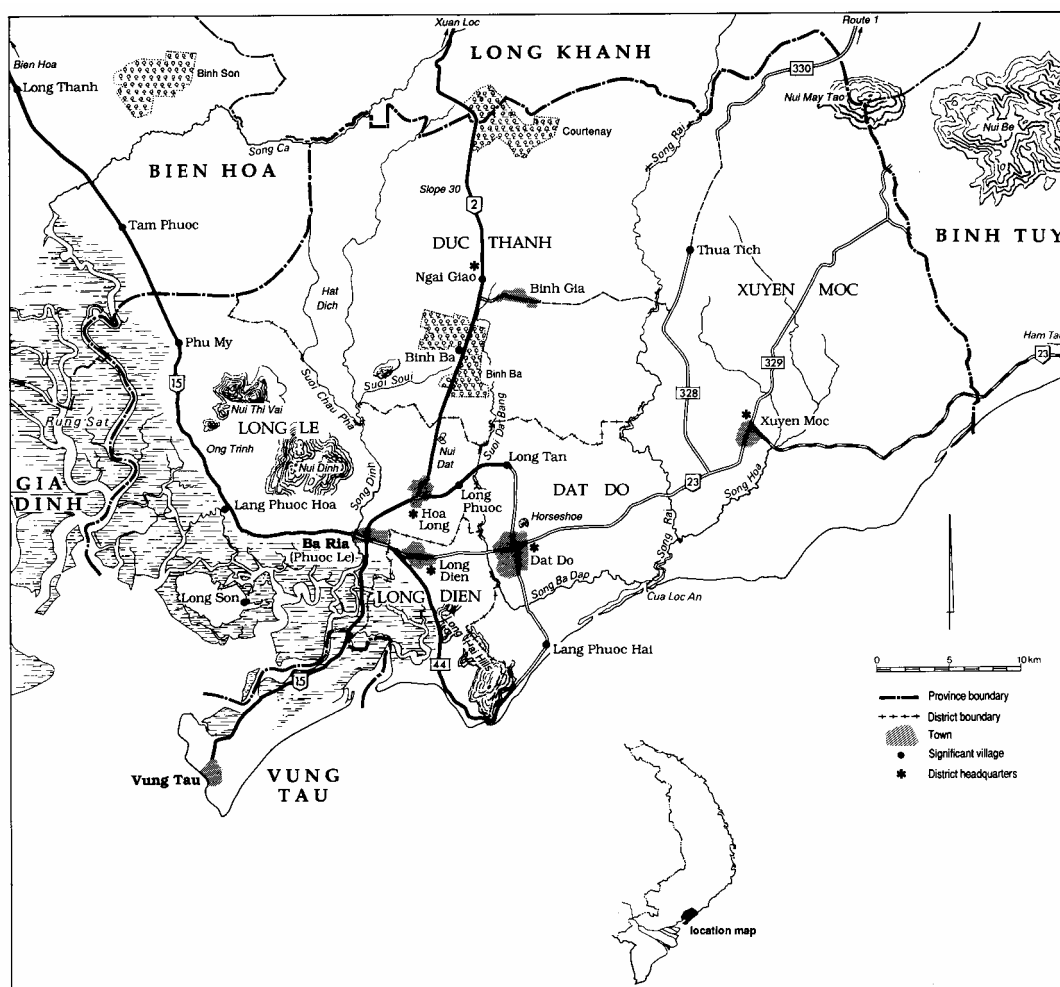 Xuan Loc
Route 1
LONG KHANH
Bien Hoa
Long Thanh
Binh Son
330
Nui May Tao
Nui Be
Courtenay
Song Rai
Song Ca
BIEN HOA
Slope 30
2
Tam Phuoc
DUC THANH
Thua Tich
BINH TUY
Ngai Giao
Hat
Dich
Binh Gia
XUYEN MOC
Phu My
Binh Ba
Binh Ba
Ham Tan
23
15
Suoi Soui
329
328
Nui Thi Vai
Suoi Chau Pha
Suoi Dat Bang
Rung Sat
LONG LE
Ong Trinh
Xuyen Moc
Nui Dinh
Nui
Dat
Long Tan
GIA
DINH
Song Dinh
DAT DO
23
Song Hoa
Lang Phuoc Hoa
Long
Phuoc
Hoa
Long
Horseshoe
Song Rai
Ba Ria
(Phuoc Le)
Long
Dien
Dat Do
Song Ba Dap
Long Son
LONG DIEN
Cua Loc An
Long Hai Hills
Lang Phuoc Hai
44
15
0 5 10 km
Province boundary
District boundary
Town
Significant village
District headquarters
Vung Tau
VUNG
TAU
location map